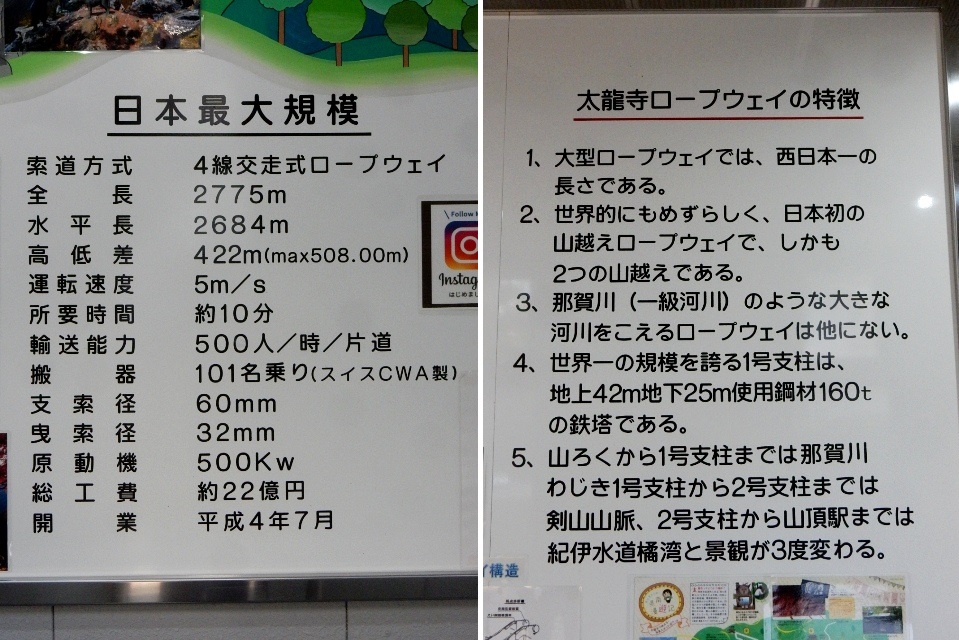 日本最大規模
索道方式 4線交走式ロープウェイ
全長 2775m
水平長 2684m
高低差 422m(max508.00m)
運転速度 5m/s
所要時間 約10分
輸送能力 500人/時/片道
搬器 101名乗り(スイスCWA製)
支索径 60mm
曳索径 32mm
原動機 500Kw
総工費 約22億円
開業 平成4年7月
Follow
Instag
はじめまし
太龍寺ロープウェイの特徴
1、大型ロープウェイでは、西日本一の
長さである。
2、世界的にもめずらしく、日本初の
山越えロープウェイで、しかも
2つの山越えである。
3、那賀川（一級河川）のような大きな
河川をこえるロープウェイは他にない。
4、世界一の規模を誇る1号支柱は、
地上42m地下25m使用鋼材160t
の鉄塔である。
5、山ろくから1号支柱までは那賀川
わじき1号支柱から2号支柱までは
剣山山脈、2号支柱から山頂駅までは
紀伊水道橘湾と景観が3度変わる。
イ構造